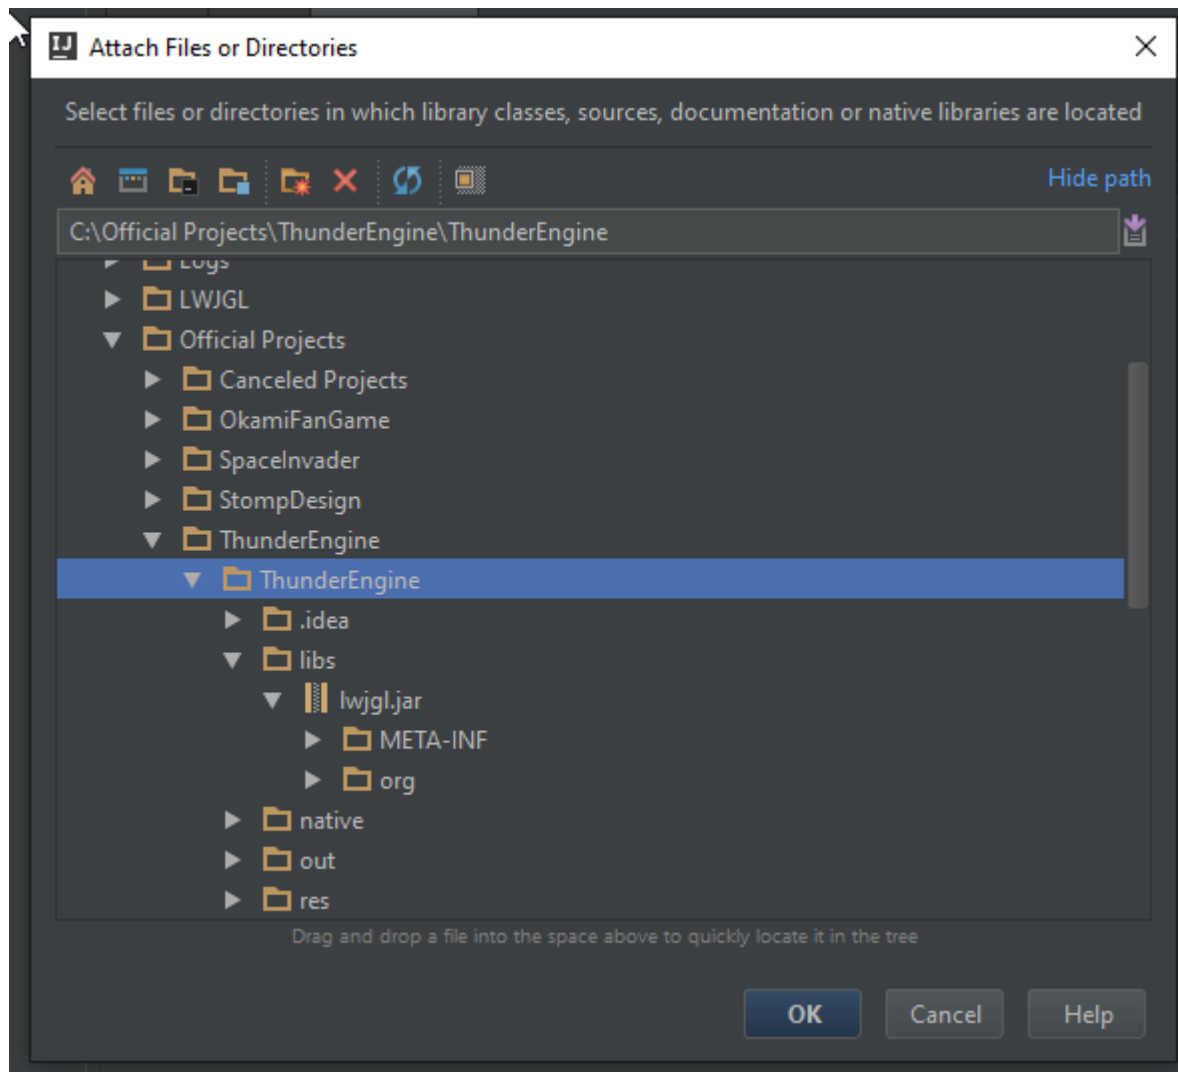 IJ
Attach Files or Directories
Select files or directories in which library classes, sources, documentation or native libraries are located
Hide path
C:\Official Projects\ThunderEngine\ThunderEngine
Logs
LWJGL
Official Projects
Canceled Projects
OkamiFanGame
SpaceInvader
StompDesign
ThunderEngine
ThunderEngine
.idea
libs
lwjgl.jar
META-INF
org
native
out
res
Drag and drop a file into the space above to quickly locate it in the tree
OK Cancel Help